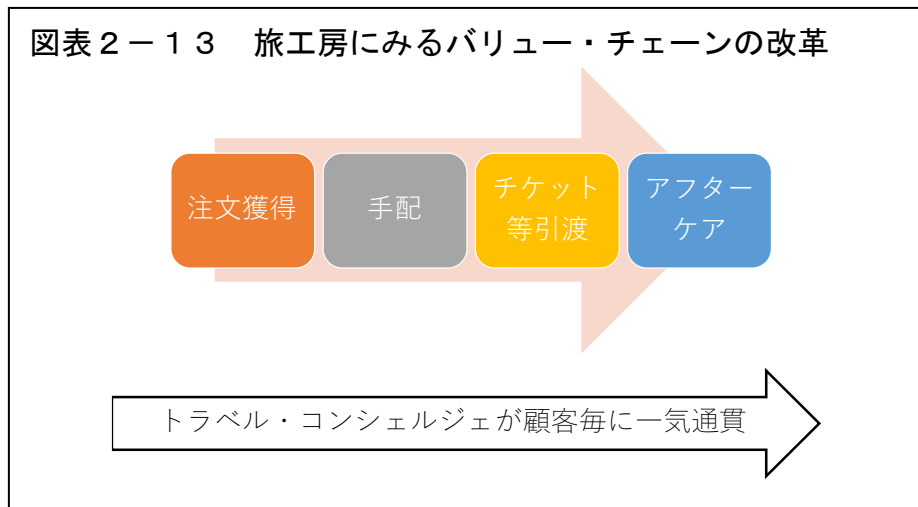 図表２－１３　旅工房にみるバリュー・チェーンの改革
注文獲得
手配
チケット
等引渡
アフター
ケア
トラベル・コンシェルジェが顧客毎に一気通貫